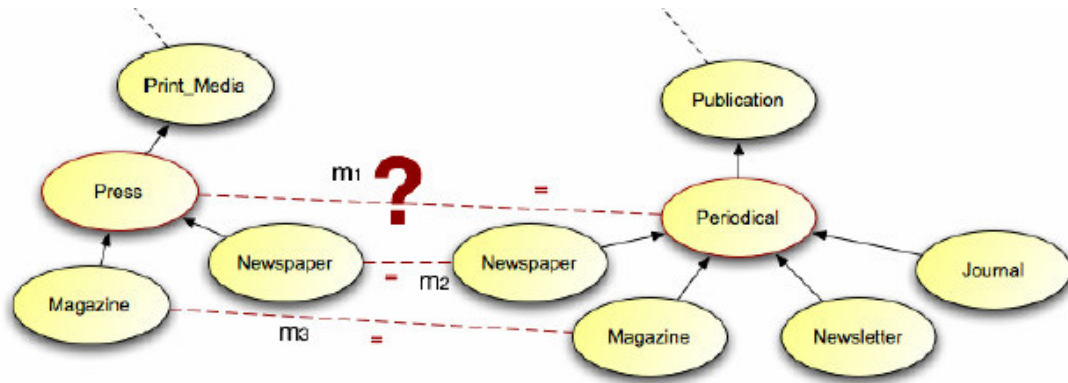 Print_Media
Publication
m1
?
=
Press
Periodical
Newspaper
=
m2
Newspaper
Journal
Magazine
m3
=
Magazine
Newsletter